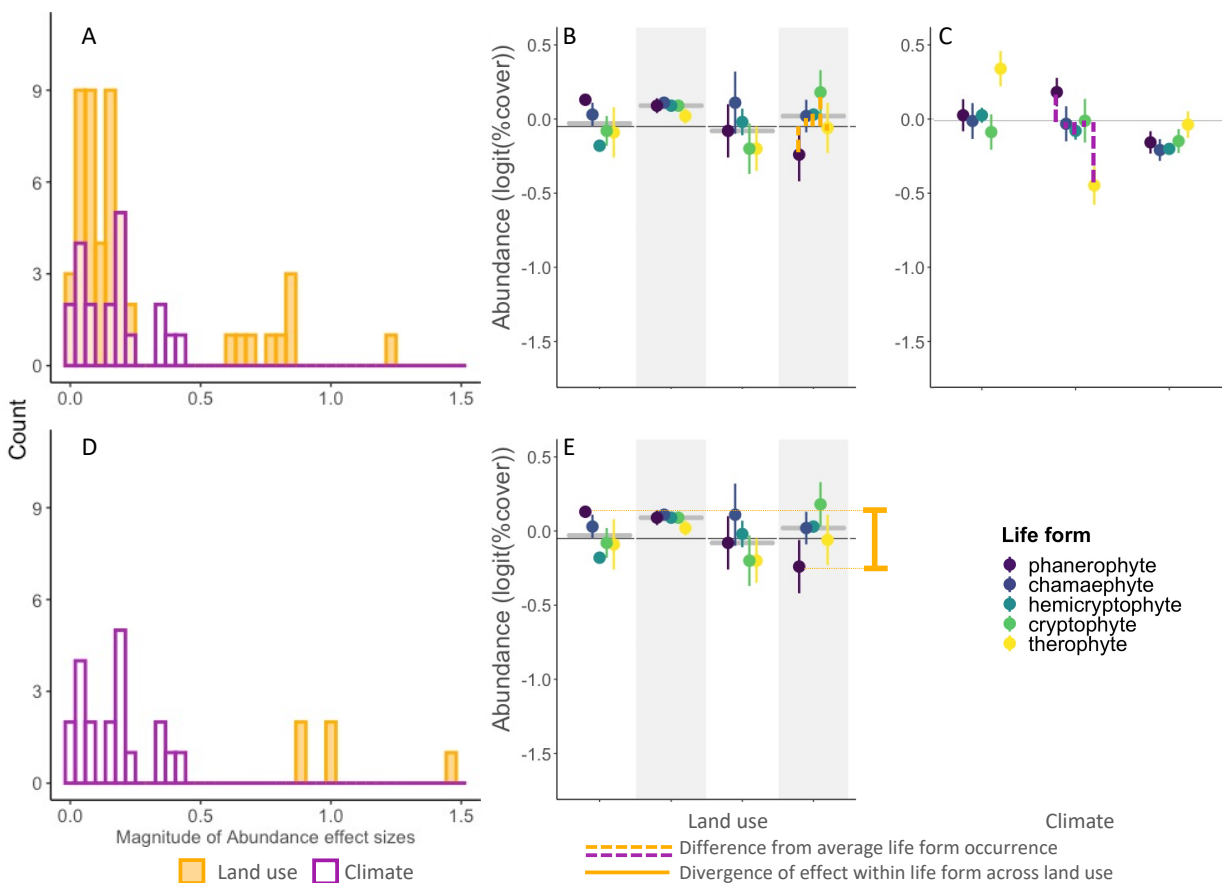 A
B
C
9
6
3
0
0.0
0.5
1.0
1.5
Abundance (logit(%cover))
0.5
0.0
-0.5
-1.0
-1.5
0.5
0.0
-0.5
-1.0
-1.5
Count
D
E
9
6
3
0
0.0
0.5
1.0
1.5
Magnitude of Abundance effect sizes
Land use
Climate
Abundance (logit(%cover))
0.5
0.0
-0.5
-1.0
-1.5
Life form
phanerophyte
chamaephyte
hemicryptophyte
cryptophyte
therophyte
Land use
Climate
Difference from average life form occurrence
Divergence of effect within life form across land use